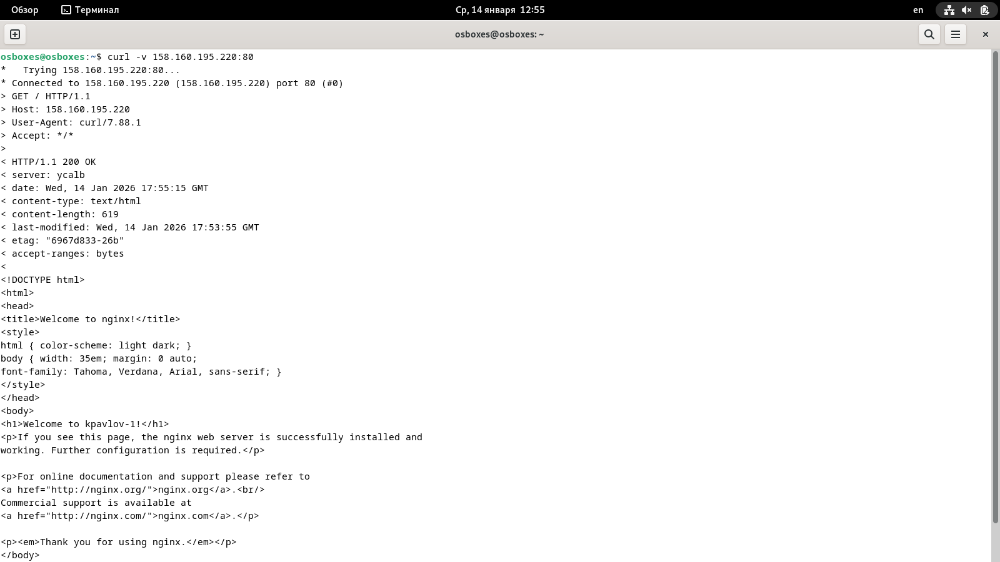 Обзор
Терминал
Ср, 14 января 12:55
en
osboxes@osboxes: ~
osboxes@osboxes:~$ curl -v 158.160.195.220:80
*   Trying 158.160.195.220:80...
* Connected to 158.160.195.220 (158.160.195.220) port 80 (#0)
> GET / HTTP/1.1
> Host: 158.160.195.220
> User-Agent: curl/7.88.1
> Accept: */*
>
< HTTP/1.1 200 OK
< server: ycalb
< date: Wed, 14 Jan 2026 17:55:15 GMT
< content-type: text/html
< content-length: 619
< last-modified: Wed, 14 Jan 2026 17:53:55 GMT
< etag: "6967d833-26b"
< accept-ranges: bytes
<
<!DOCTYPE html>
<html>
<head>
<title>Welcome to nginx!</title>
<style>
html { color-scheme: light dark; }
body { width: 35em; margin: 0 auto;
font-family: Tahoma, Verdana, Arial, sans-serif; }
</style>
</head>
<body>
<h1>Welcome to kpavlov-1!</h1>
<p>If you see this page, the nginx web server is successfully installed and
working. Further configuration is required.</p>

<p>For online documentation and support please refer to
<a href="http://nginx.org/">nginx.org</a>.<br/>
Commercial support is available at
<a href="http://nginx.com/">nginx.com</a>.</p>

<p><em>Thank you for using nginx.</em></p>
</body>